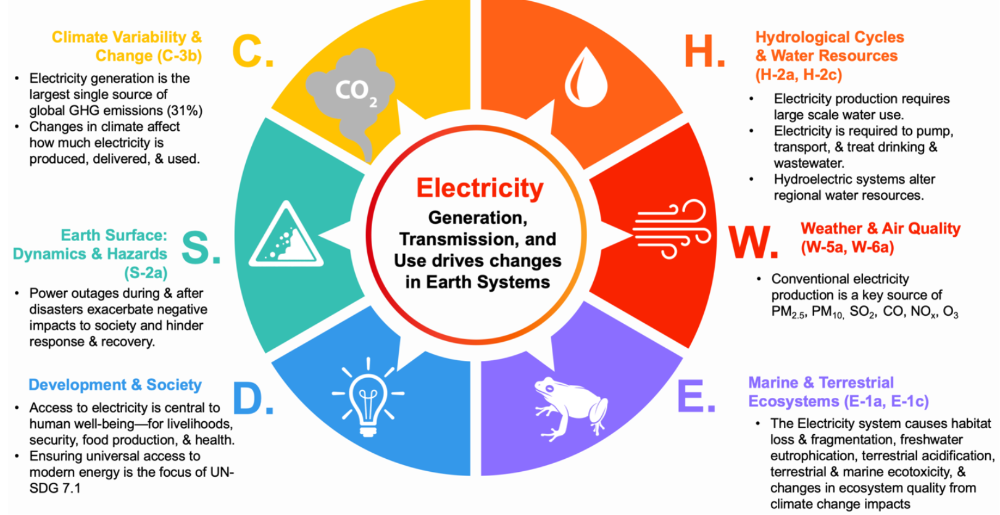 Climate Variability &
Change (C-3b)
C.
• Electricity generation is the
largest single source of
global GHG emissions (31%)
• Changes in climate affect
how much electricity is
produced, delivered, & used.
CO2
H.
Hydrological Cycles
& Water Resources
(H-2a, H-2c)
• Electricity production requires
large scale water use.
• Electricity is required to pump,
transport, & treat drinking &
wastewater.
• Hydroelectric systems alter
regional water resources.
Electricity
Generation,
Transmission, and
Use drives changes
in Earth Systems
Earth Surface:
Dynamics & Hazards
(S-2a)
S.
• Power outages during & after
disasters exacerbate negative
impacts to society and hinder
response & recovery.
W.
Weather & Air Quality
(W-5a, W-6a)
• Conventional electricity
production is a key source of
PM2.5, PM10, SO2, CO, NOx, O3
Development & Society
D.
• Access to electricity is central to
human well-being—for livelihoods,
security, food production, & health.
• Ensuring universal access to
modern energy is the focus of UN-
SDG 7.1
E.
Marine & Terrestrial
Ecosystems (E-1a, E-1c)
• The Electricity system causes habitat
loss & fragmentation, freshwater
eutrophication, terrestrial acidification,
terrestrial & marine ecotoxicity, &
changes in ecosystem quality from
climate change impacts